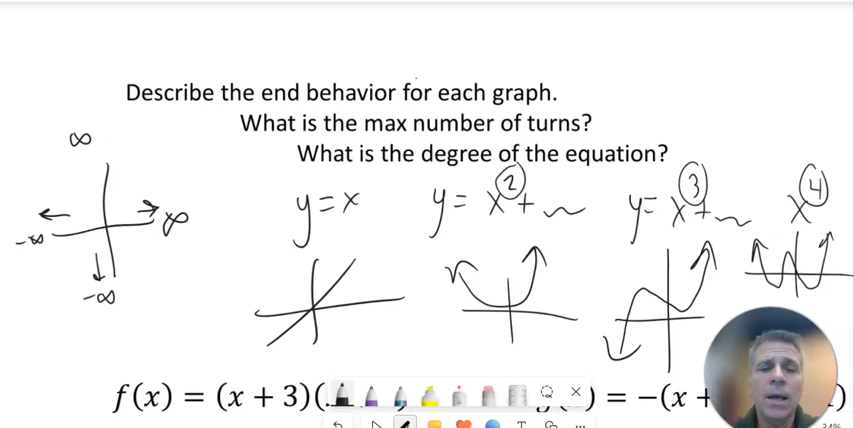 Describe the end behavior for each graph.
What is the max number of turns?
What is the degree of the equation?
∞
-∞
∞
-∞
y = x
y = x² +
y = x³ +
x⁴
f(x) = (x + 3)(
) = −(x +
)
T
34%